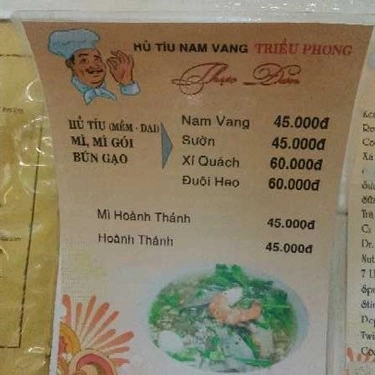 HỦ TÍU NAM VANG TRIỀU PHONG
Thực Đơn
HỦ TÍU (MỀM - DAI)
MÌ, MÌ GÓI
BÚN GẠO
Nam Vang 45.000đ
Sườn 45.000đ
Xí Quách 60.000đ
Đuôi Heo 60.000đ
Mì Hoành Thánh 45.000đ
Hoành Thánh 45.000đ